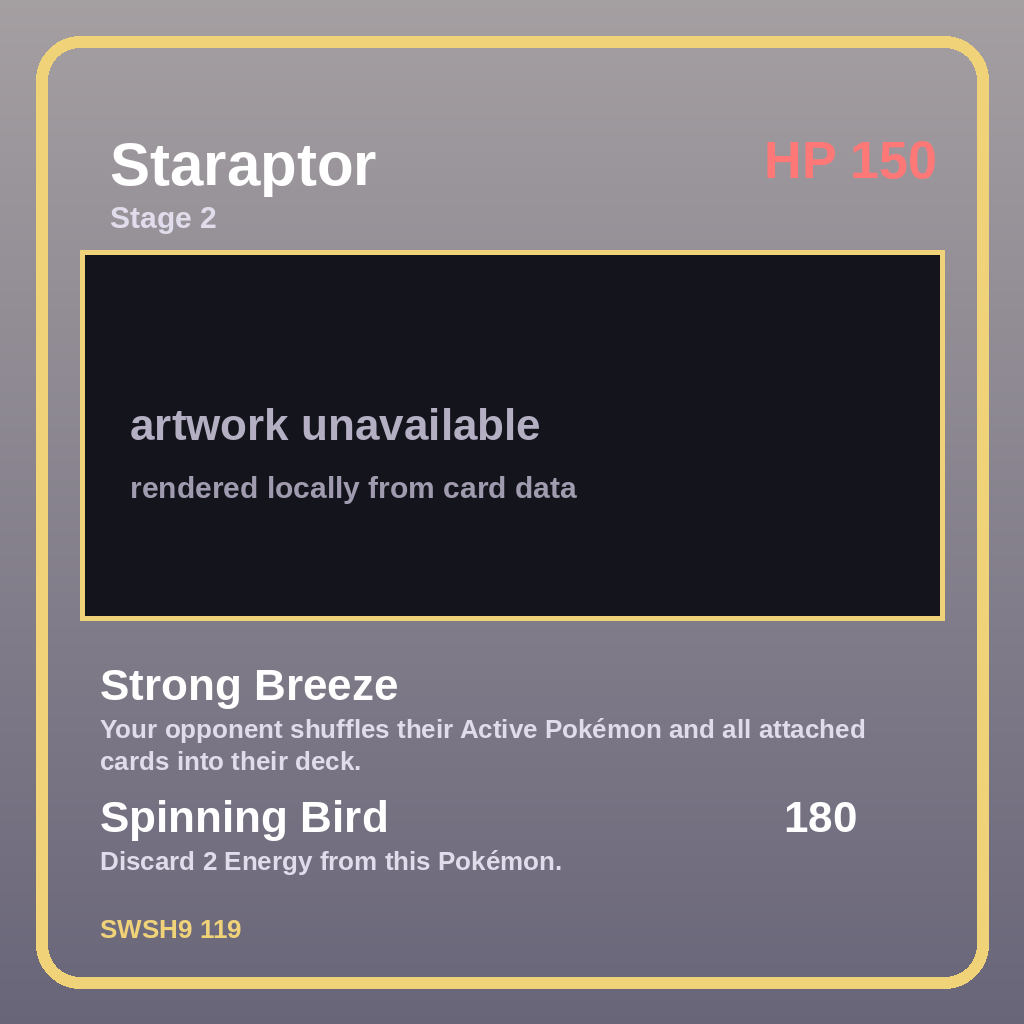 Staraptor
HP 150
Stage 2
artwork unavailable
rendered locally from card data
Strong Breeze
Your opponent shuffles their Active Pokémon and all attached
cards into their deck.
Spinning Bird
180
Discard 2 Energy from this Pokémon.
SWSH9 119